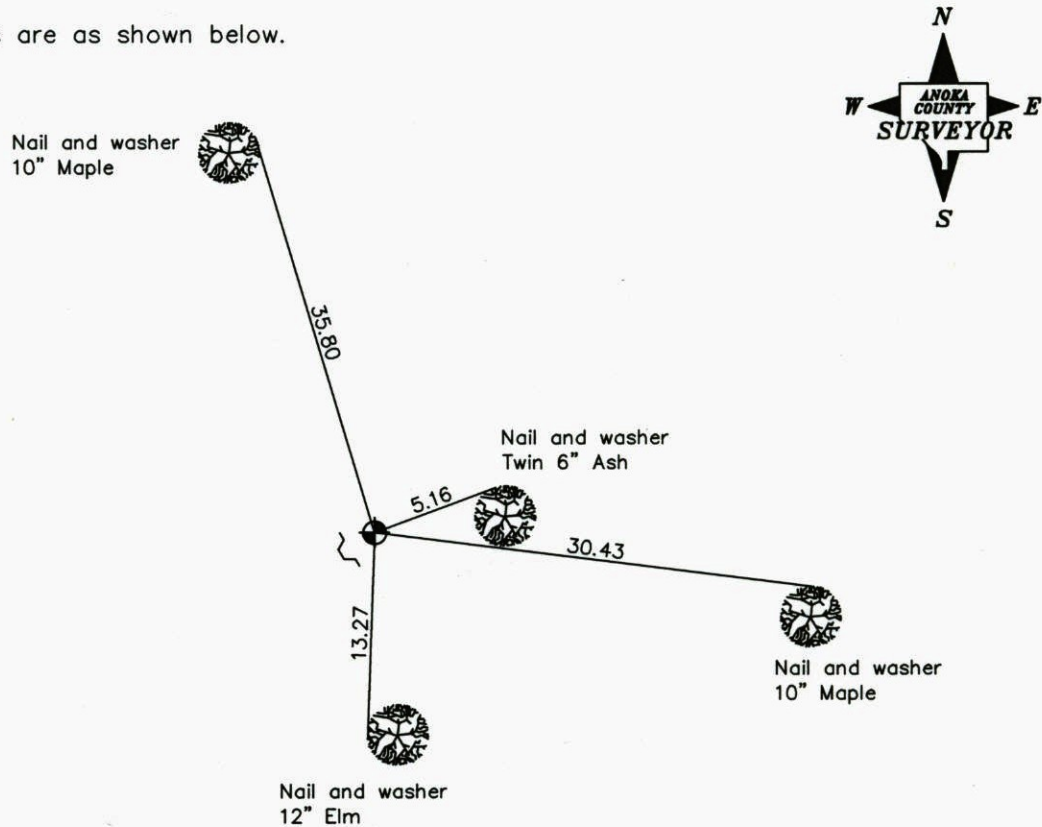 are as shown below.
N
W
ANOKA
COUNTY
E
SURVEYOR
S
Nail and washer
10" Maple
35.80
Nail and washer
Twin 6" Ash
5.16
30.43
13.27
Nail and washer
10" Maple
Nail and washer
12" Elm